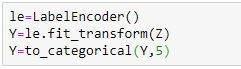 le=LabelEncoder()
Y=le.fit_transform(Z)
Y=to_categorical(Y,5)